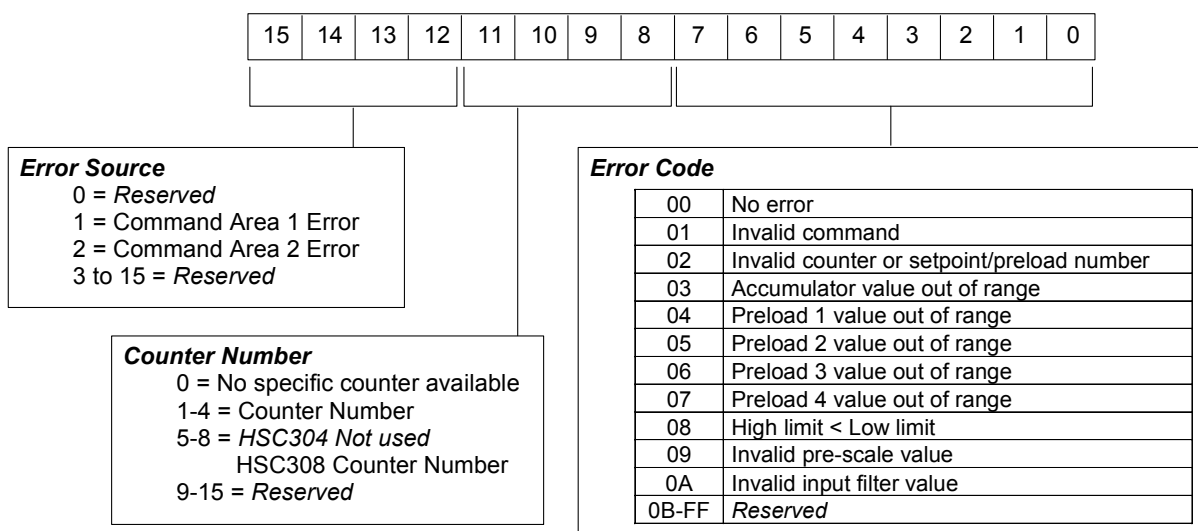 15 14 13 12 11 10 9 8 7 6 5 4 3 2 1 0
Error Source
0 = Reserved
1 = Command Area 1 Error
2 = Command Area 2 Error
3 to 15 = Reserved
Counter Number
0 = No specific counter available
1-4 = Counter Number
5-8 = HSC304 Not used
HSC308 Counter Number
9-15 = Reserved
Error Code
00 No error
01 Invalid command
02 Invalid counter or setpoint/preload number
03 Accumulator value out of range
04 Preload 1 value out of range
05 Preload 2 value out of range
06 Preload 3 value out of range
07 Preload 4 value out of range
08 High limit < Low limit
09 Invalid pre-scale value
0A Invalid input filter value
0B-FF Reserved